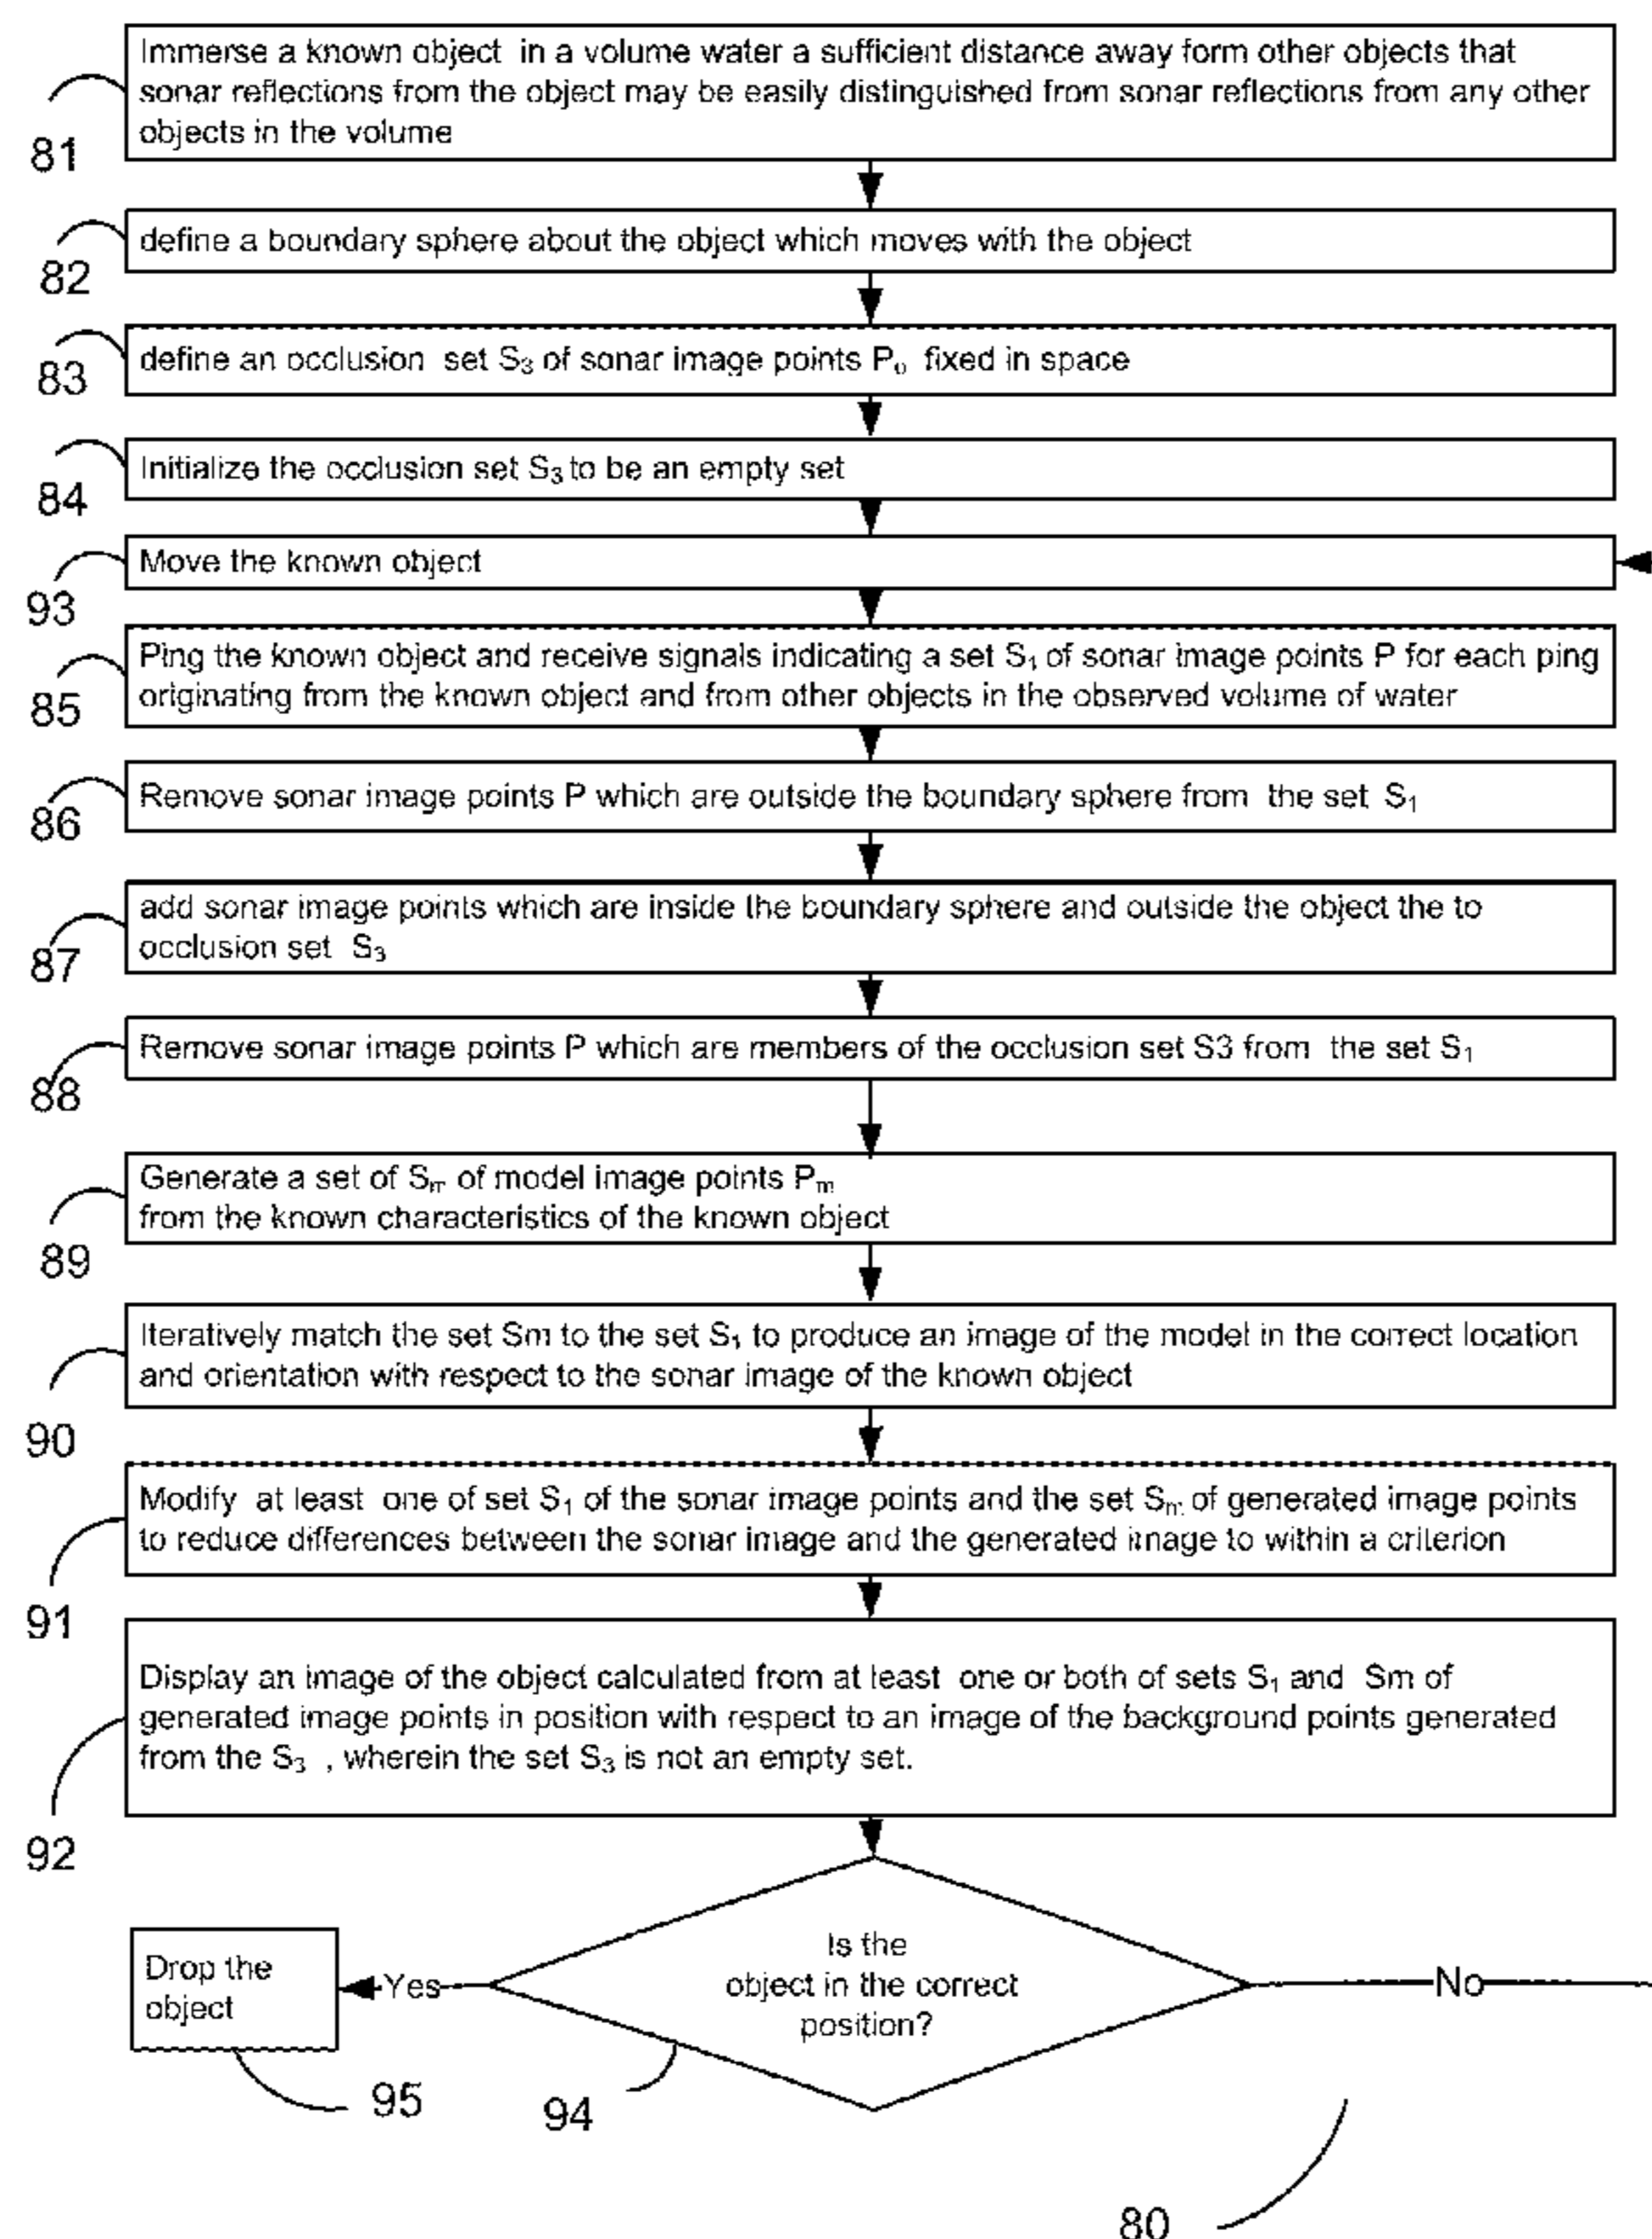 Immerse a known object in a volume water a sufficient distance away form other objects that
sonar reflections from the object may be easily distinguished from sonar reflections from any other
objects in the volume
81
define a boundary sphere about the object which moves with the object
82
define an occlusion set S₃ of sonar image points Pₒ fixed in space
83
Initialize the occlusion set S₃ to be an empty set
84
Move the known object
93
Ping the known object and receive signals indicating a set S₁ of sonar image points P for each ping
originating from the known object and from other objects in the observed volume of water
85
Remove sonar image points P which are outside the boundary sphere from the set S₁
86
add sonar image points which are inside the boundary sphere and outside the object the to
occlusion set S₃
87
Remove sonar image points P which are members of the occlusion set S3 from the set S₁
88
Generate a set of Sₘ of model image points Pₘ
from the known characteristics of the known object
89
Iteratively match the set Sm to the set S₁ to produce an image of the model in the correct location
and orientation with respect to the sonar image of the known object
90
Modify at least one of set S₁ of the sonar image points and the set Sₘ of generated image points
to reduce differences between the sonar image and the generated image to within a criterion
91
Display an image of the object calculated from at least one or both of sets S₁ and Sm of
generated image points in position with respect to an image of the background points generated
from the S₃ , wherein the set S₃ is not an empty set.
92
Is the
object in the correct
position?
Yes
No
Drop the
object
95
94
80